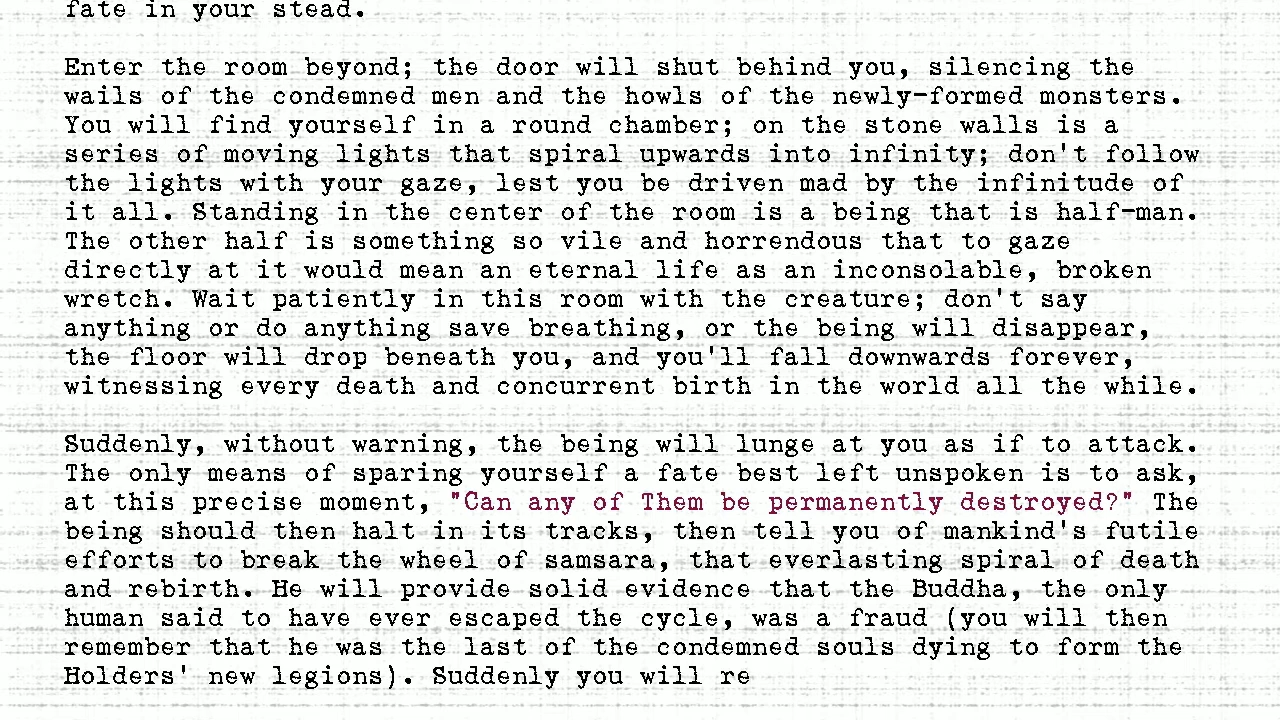 fate in your stead.
Enter the room beyond; the door will shut behind you, silencing the
wails of the condemned men and the howls of the newly-formed monsters.
You will find yourself in a round chamber; on the stone walls is a
series of moving lights that spiral upwards into infinity; don't follow
the lights with your gaze, lest you be driven mad by the infinitude of
it all. Standing in the center of the room is a being that is half-man.
The other half is something so vile and horrendous that to gaze
directly at it would mean an eternal life as an inconsolable, broken
wretch. Wait patiently in this room with the creature; don't say
anything or do anything save breathing, or the being will disappear,
the floor will drop beneath you, and you'll fall downwards forever,
witnessing every death and concurrent birth in the world all the while.
Suddenly, without warning, the being will lunge at you as if to attack.
The only means of sparing yourself a fate best left unspoken is to ask,
at this precise moment, "Can any of Them be permanently destroyed?" The
being should then halt in its tracks, then tell you of mankind's futile
efforts to break the wheel of samsara, that everlasting spiral of death
and rebirth. He will provide solid evidence that the Buddha, the only
human said to have ever escaped the cycle, was a fraud (you will then
remember that he was the last of the condemned souls dying to form the
Holders' new legions). Suddenly you will re